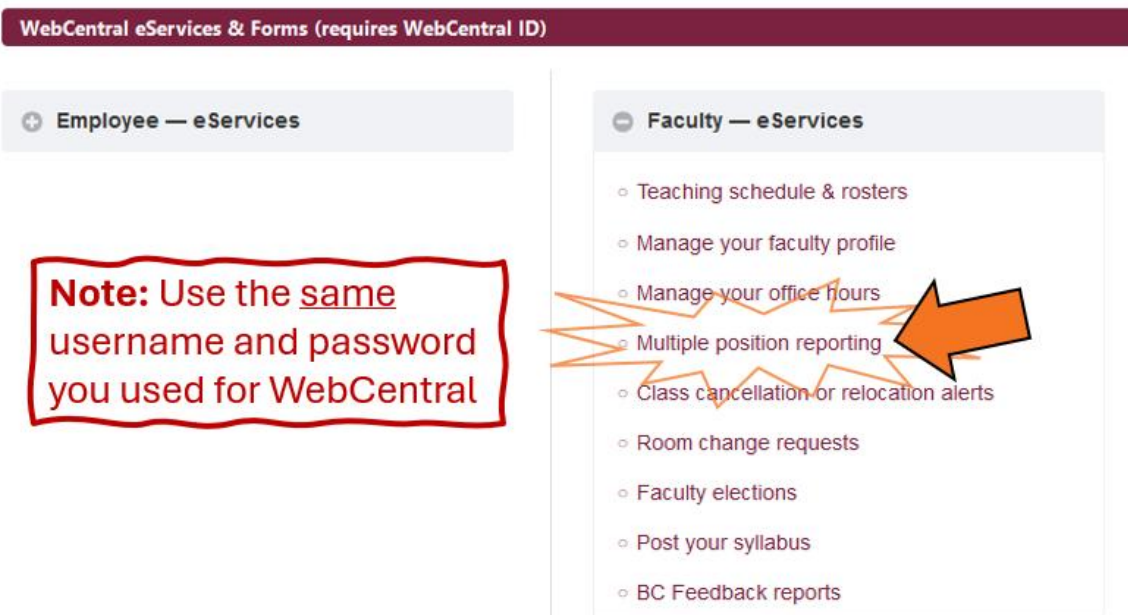 WebCentral eServices & Forms (requires WebCentral ID)
Employee — eServices
Note: Use the same
username and password
you used for WebCentral
Faculty — eServices
Teaching schedule & rosters
Manage your faculty profile
Manage your office hours
Multiple position reporting
Class cancellation or relocation alerts
Room change requests
Faculty elections
Post your syllabus
BC Feedback reports